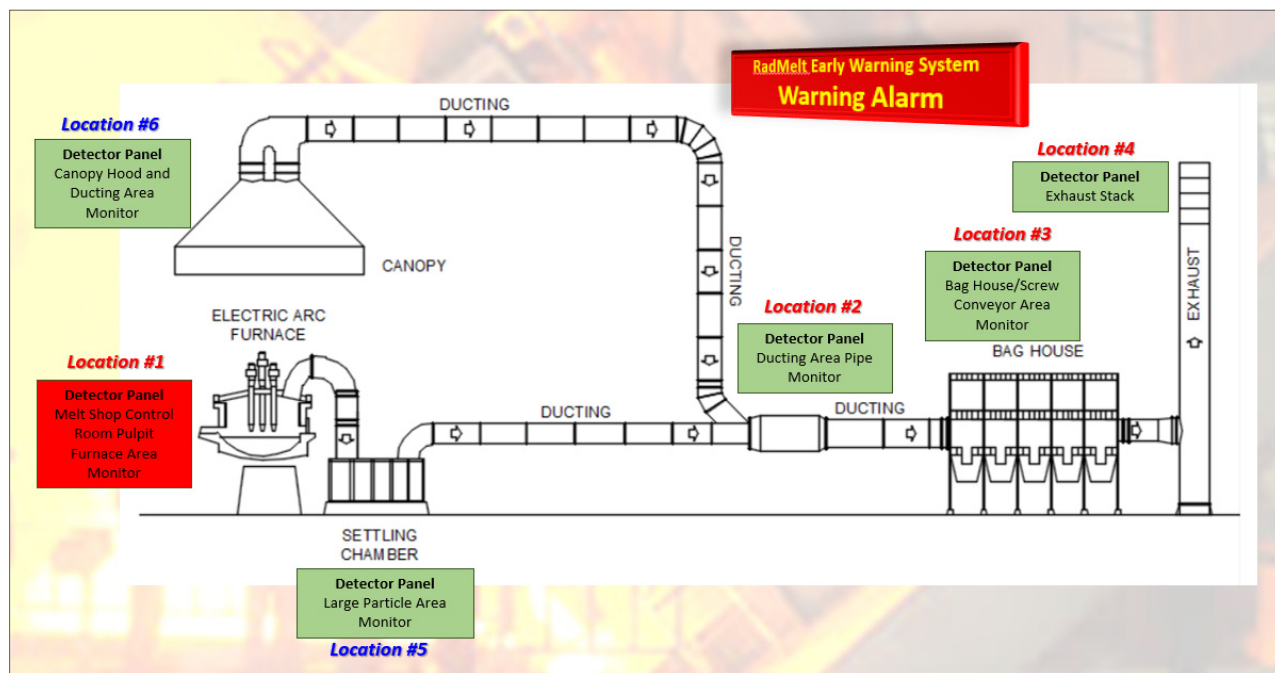 RadMelt Early Warning System
Warning Alarm
DUCTING
Location #6
Detector Panel
Canopy Hood and
Ducting Area
Monitor
CANOPY
DUCTING
Location #4
Detector Panel
Exhaust Stack
EXHAUST
Location #3
Detector Panel
Bag House/Screw
Conveyor Area
Monitor
BAG HOUSE
Location #2
Detector Panel
Ducting Area Pipe
Monitor
DUCTING
ELECTRIC ARC
FURNACE
Location #1
Detector Panel
Melt Shop Control
Room Pulpit
Furnace Area
Monitor
DUCTING
SETTLING
CHAMBER
Detector Panel
Large Particle Area
Monitor
Location #5